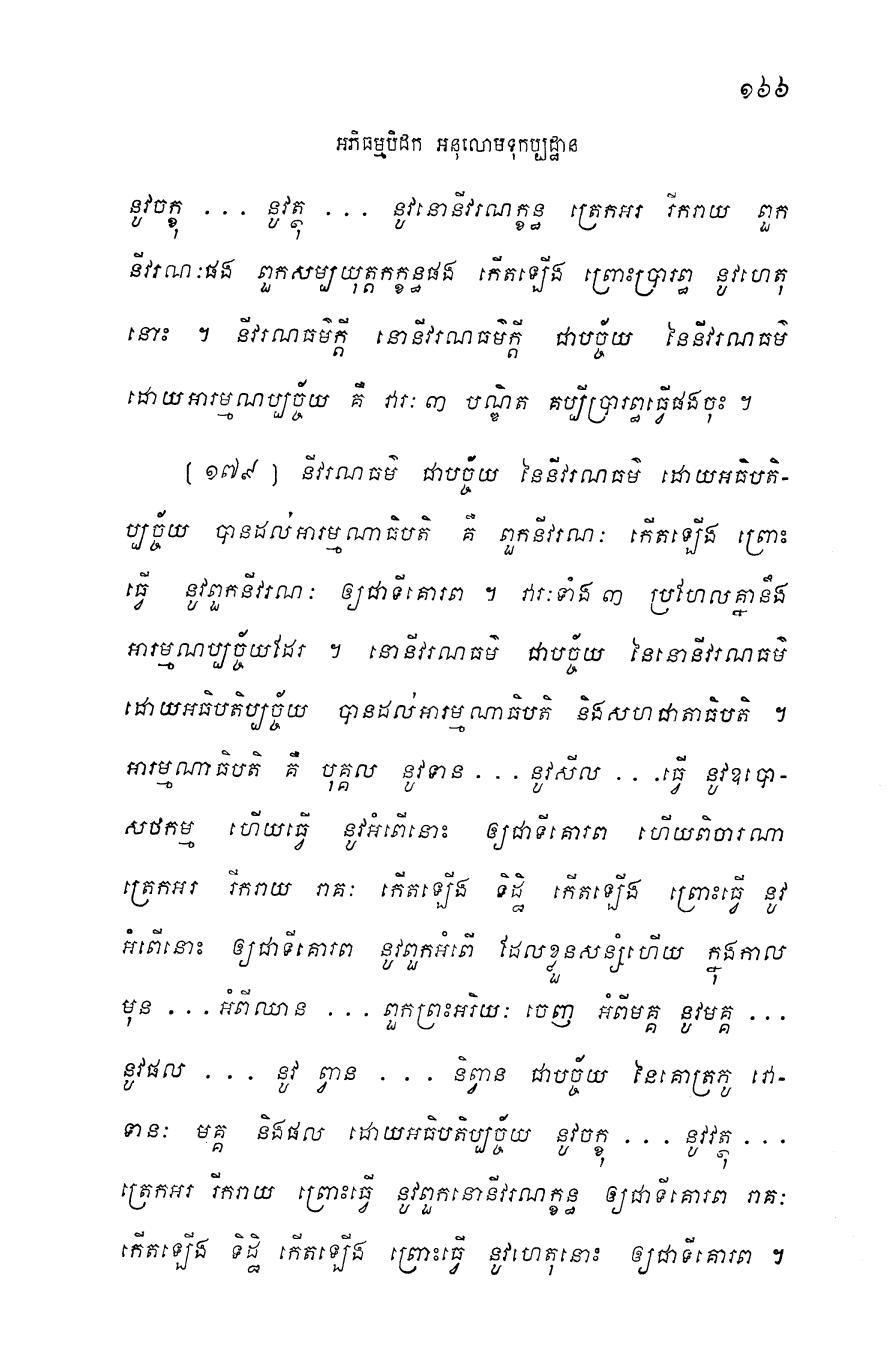 ១៦៦
អភិធម្មបិដក អនុលោមទុកប្បដ្ឋាន
នូវចក្ខុ ... នូវត្ថុ ... នូវនោនីវរណក្ខន្ធ ត្រេកអរ រីករាយ ពួក
នីវរណៈផង ពួកសម្បយុត្តកក្ខន្ធផង កើតឡើង ព្រោះប្រារព្ធ នូវហេតុ
នោះ ។ នីវរណធម៌ក្តី នោនីវរណធម៌ក្តី ជាបច្ច័យ នៃនីវរណធម៌
ដោយអារម្មណប្បច្ច័យ គឺ វារៈ ៣ បណ្ឌិត គប្បីប្រារព្ធធ្វើផងចុះ ។
[ ១៧៩ ] នីវរណធម៌ ជាបច្ច័យ នៃនីវរណធម៌ ដោយអធិបតិ-
ប្បច្ច័យ បានដល់អារម្មណាធិបតិ គឺ ពួកនីវរណៈ កើតឡើង ព្រោះ
ធ្វើ នូវពួកនីវរណៈ ឲ្យជាទីគោរព ។ វារៈទាំង ៣ ប្រហែលគ្នានឹង
អារម្មណប្បច្ច័យដែរ ។ នោនីវរណធម៌ ជាបច្ច័យ នៃនោនីវរណធម៌
ដោយអធិបតិប្បច្ច័យ បានដល់អារម្មណាធិបតិ និងសហជាតាធិបតិ ។
អារម្មណាធិបតិ គឺ បុគ្គល នូវទាន ... នូវសីល ... ធ្វើ នូវឧបោ-
សថកម្ម ហើយធ្វើ នូវអំពើនោះ ឲ្យជាទីគោរព ហើយពិចារណា
ត្រេកអរ រីករាយ រាគៈ កើតឡើង ទិដ្ឋិ កើតឡើង ព្រោះធ្វើ នូវ
អំពើនោះ ឲ្យជាទីគោរព នូវពួកអំពើ ដែលខ្លួនសន្សំហើយ ក្នុងកាល
មុន ... អំពីឈាន ... ពួកព្រះអរិយៈ ចេញ អំពីមគ្គ នូវមគ្គ ...
នូវផល ... នូវ ព្វាន ... និព្វាន ជាបច្ច័យ នៃគោត្រភូ វោ-
ទានៈ មគ្គ និងផល ដោយអធិបតិប្បច្ច័យ នូវចក្ខុ ... នូវវត្ថុ ...
ត្រេកអរ រីករាយ ព្រោះធ្វើ នូវពួកនោនីវរណក្ខន្ធ ឲ្យជាទីគោរព រាគៈ
កើតឡើង ទិដ្ឋិ កើតឡើង ព្រោះធ្វើ នូវហេតុនោះ ឲ្យជាទីគោរព ។